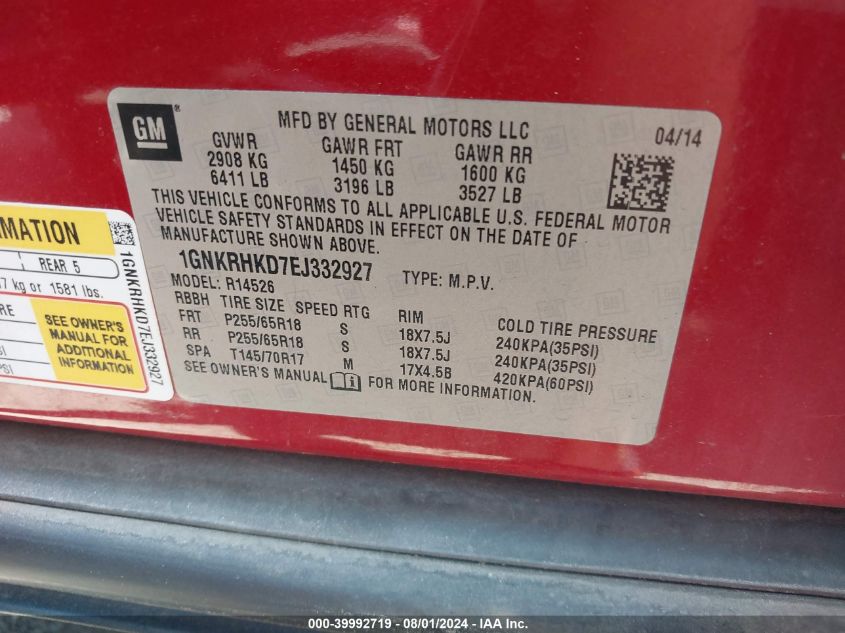 GM ®
MFD BY GENERAL MOTORS LLC
04/14
GVWR GAWR FRT GAWR RR
2908 KG 1450 KG 1600 KG
6411 LB 3196 LB 3527 LB
THIS VEHICLE CONFORMS TO ALL APPLICABLE U.S. FEDERAL MOTOR
VEHICLE SAFETY STANDARDS IN EFFECT ON THE DATE OF
MANUFACTURE SHOWN ABOVE.
1GNKRHKD7EJ332927 TYPE: M.P.V.
MODEL: R14526
RBBH TIRE SIZE SPEED RTG RIM COLD TIRE PRESSURE
FRT P255/65R18 S 18X7.5J 240KPA(35PSI)
RR P255/65R18 S 18X7.5J 240KPA(35PSI)
SPA T145/70R17 M 17X4.5B 420KPA(60PSI)
SEE OWNER'S MANUAL FOR MORE INFORMATION.
REAR 5
kg or 1581 lbs.
SEE OWNER'S
MANUAL FOR
ADDITIONAL
INFORMATION
1GNKRHKD7EJ332927
000-39992719 - 08/01/2024 - IAA Inc.